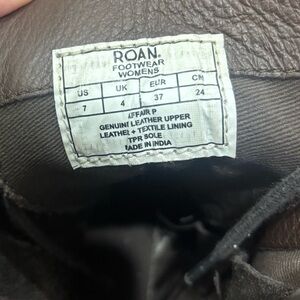 ROAN.
FOOTWEAR
WOMENS
US UK EUR CM
7 4 37 24
AFFAIR P
GENUINE LEATHER UPPER
LEATHER + TEXTILE LINING
TPR SOLE
MADE IN INDIA